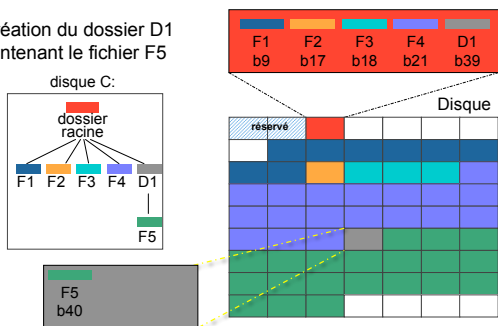 réation du dossier D1
ntenant le fichier F5
disque C:
dossier
racine
F1 F2 F3 F4 D1
F5
F5
b40
F1 F2 F3 F4 D1
b9 b17 b18 b21 b39
Disque
réservé